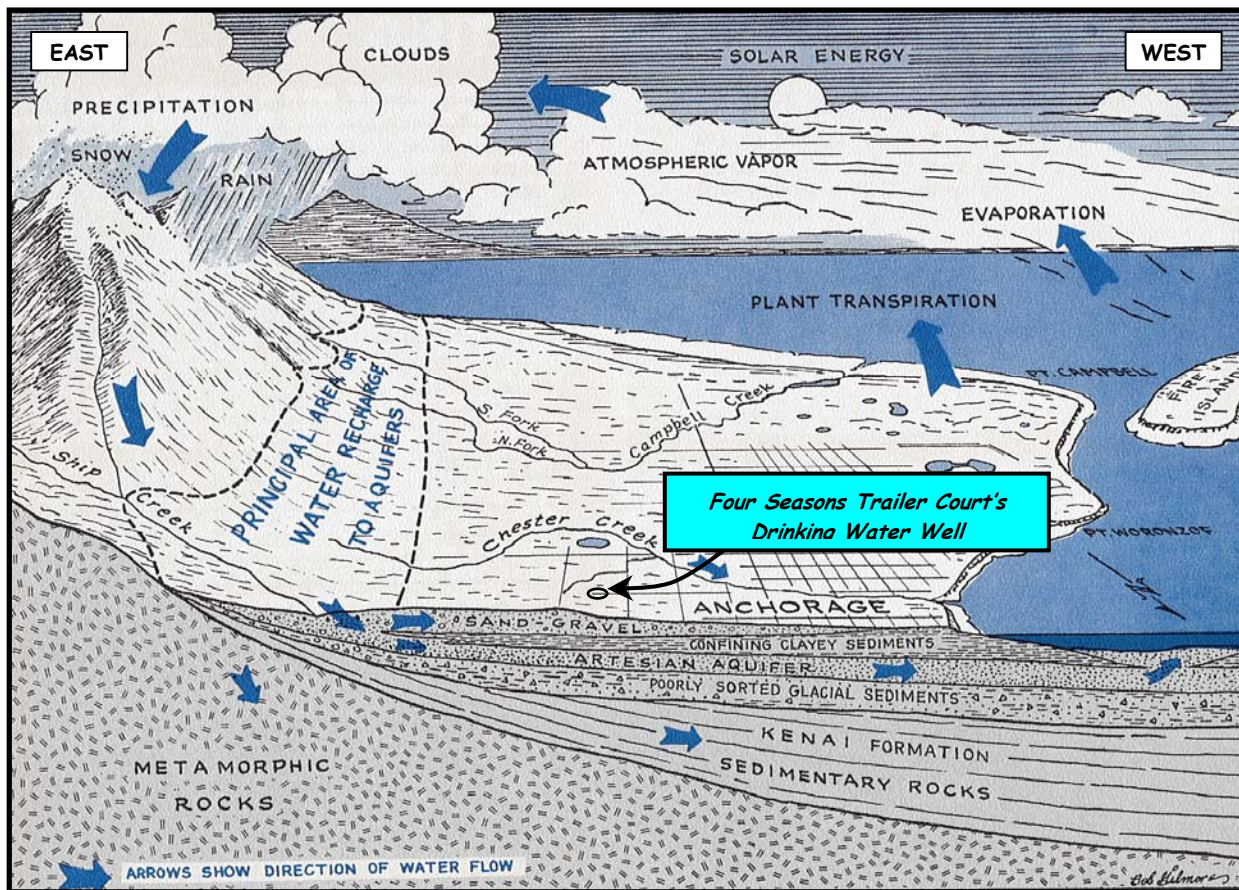 EAST
CLOUDS
SOLAR ENERGY
WEST
PRECIPITATION
SNOW
RAIN
ATMOSPHERIC VAPOR
EVAPORATION
PLANT TRANSPIRATION
PT. CAMPBELL
FIRE
ISLAND
PRINCIPAL AREA OF
WATER RECHARGE
TO AQUIFERS
S. Fork
N. Fork
Campbell Creek
Ship
Creek
Chester Creek
Four Seasons Trailer Court's
Drinkina Water Well
PT. WORONZOF
ANCHORAGE
SAND-GRAVEL
CONFINING CLAYEY SEDIMENTS
ARTESIAN AQUIFER
POORLY SORTED GLACIAL SEDIMENTS
KENAI FORMATION
SEDIMENTARY ROCKS
METAMORPHIC
ROCKS
ARROWS SHOW DIRECTION OF WATER FLOW
Bob Gilmore